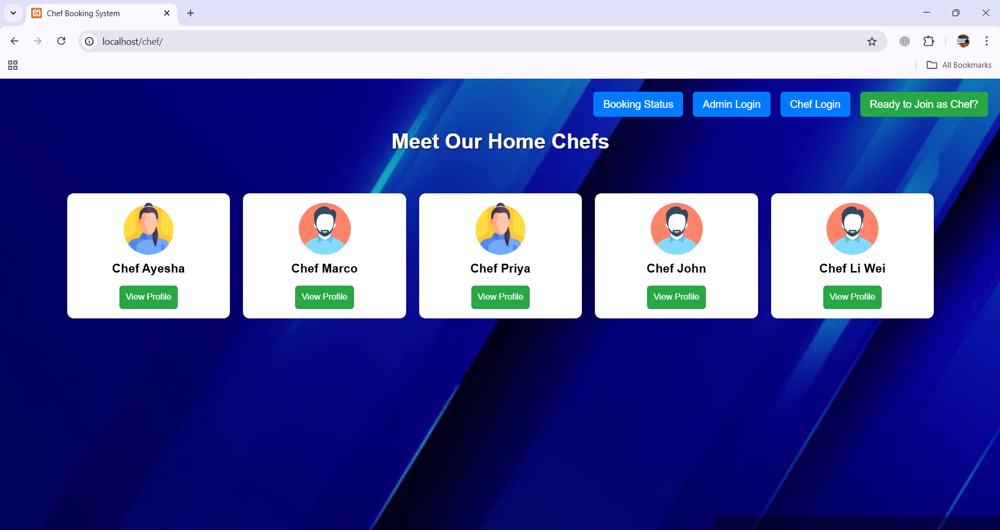 Chef Booking System
localhost/chef/
All Bookmarks
Booking Status Admin Login Chef Login Ready to Join as Chef?
Meet Our Home Chefs
Chef Ayesha Chef Marco Chef Priya Chef John Chef Li Wei
View Profile View Profile View Profile View Profile View Profile